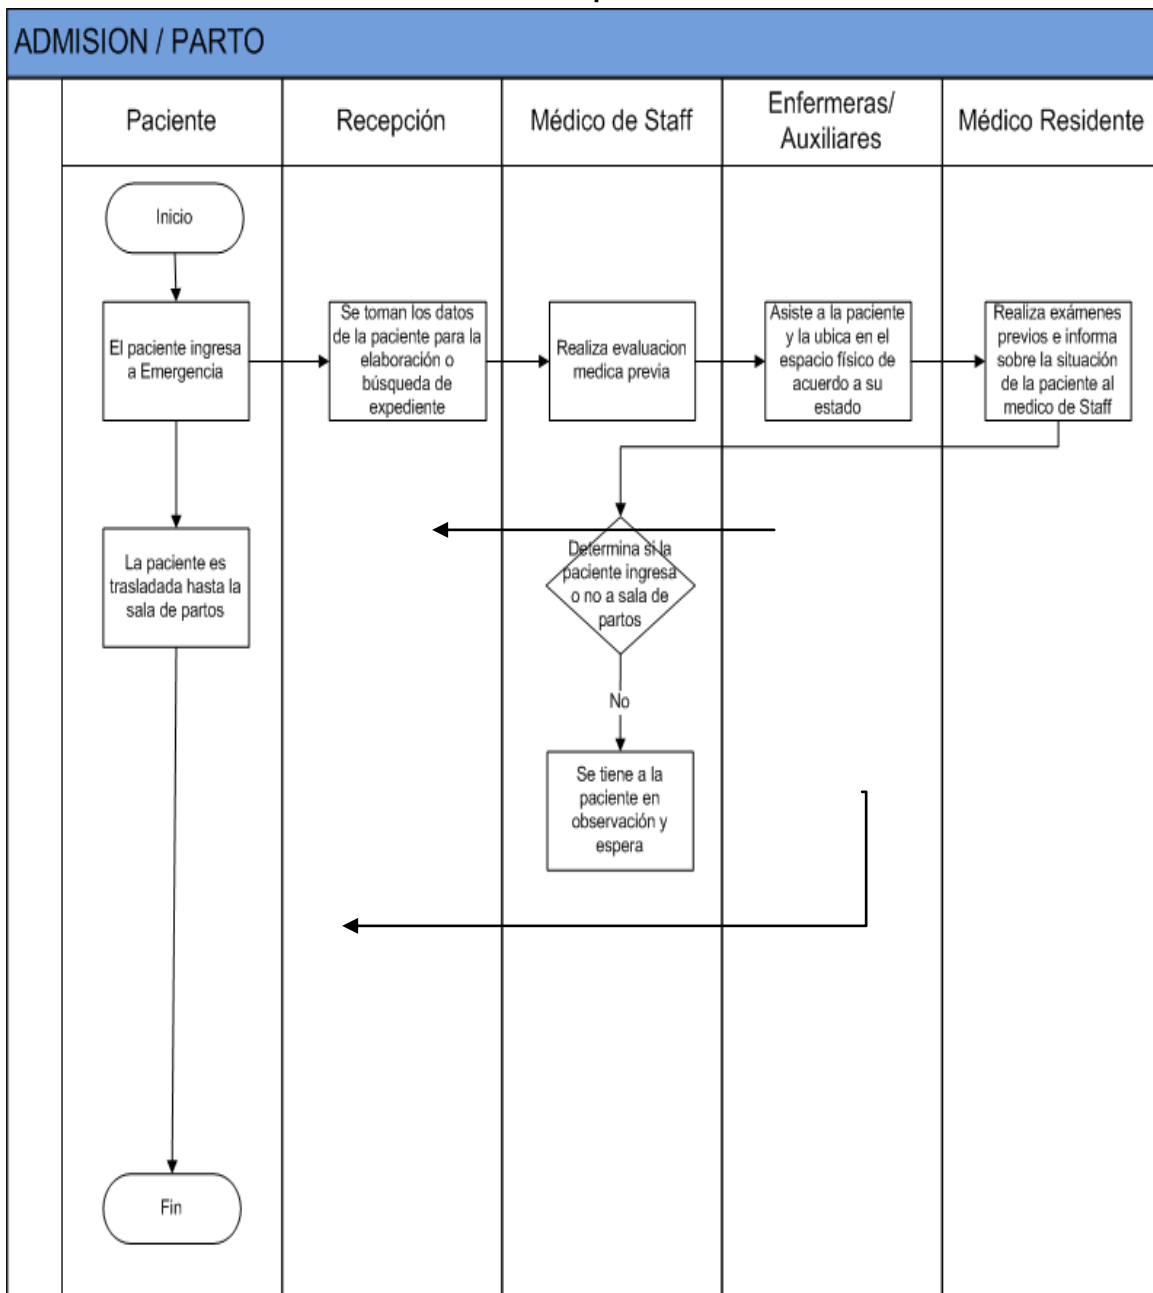 ADMISION / PARTO
Paciente
Recepción
Médico de Staff
Enfermeras/
Auxiliares
Médico Residente
Inicio
El paciente ingresa
a Emergencia
Se toman los datos
de la paciente para la
elaboración o
búsqueda de
expediente
Realiza evaluacion
medica previa
Asiste a la paciente
y la ubica en el
espacio físico de
acuerdo a su
estado
Realiza exámenes
previos e informa
sobre la situación
de la paciente al
medico de Staff
La paciente es
trasladada hasta la
sala de partos
Determina si la
paciente ingresa
o no a sala de
partos
No
Se tiene a la
paciente en
observación y
espera
Fin